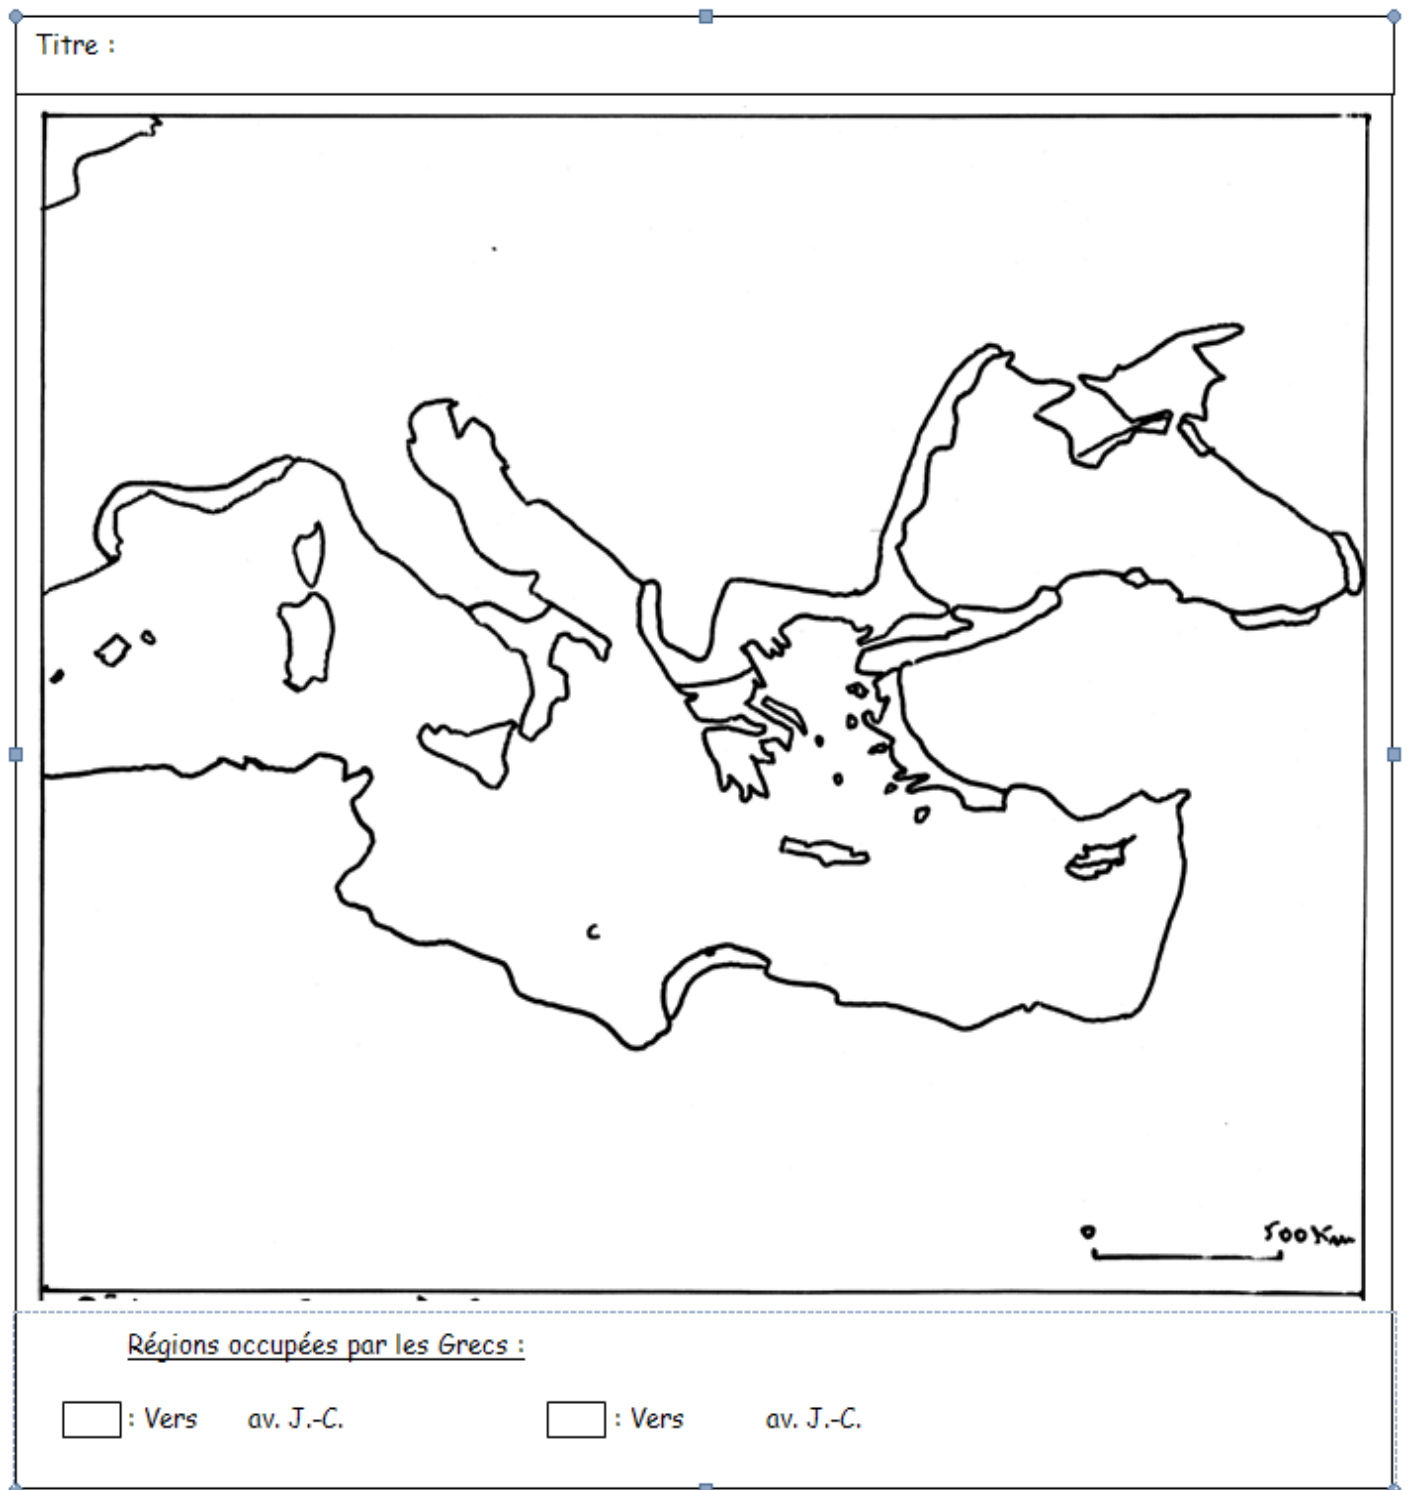 Titre :
c
0 500 Km
Régions occupées par les Grecs :
: Vers av. J.-C. : Vers av. J.-C.